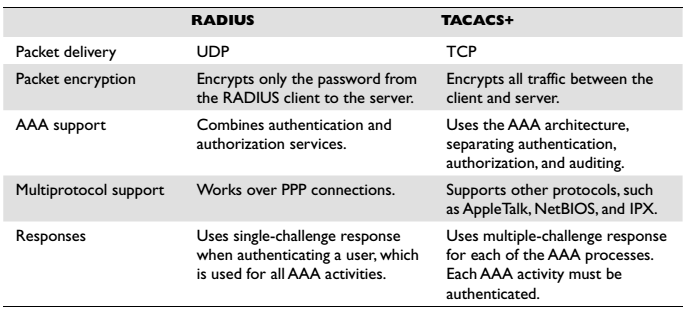 RADIUS TACACS+
Packet delivery UDP TCP
Packet encryption Encrypts only the password from Encrypts all traffic between the
the RADIUS client to the server. client and server.
AAA support Combines authentication and Uses the AAA architecture,
authorization services. separating authentication,
authorization, and auditing.
Multiprotocol support Works over PPP connections. Supports other protocols, such
as AppleTalk, NetBIOS, and IPX.
Responses Uses single-challenge response Uses multiple-challenge response
when authenticating a user, which for each of the AAA processes.
is used for all AAA activities. Each AAA activity must be
authenticated.